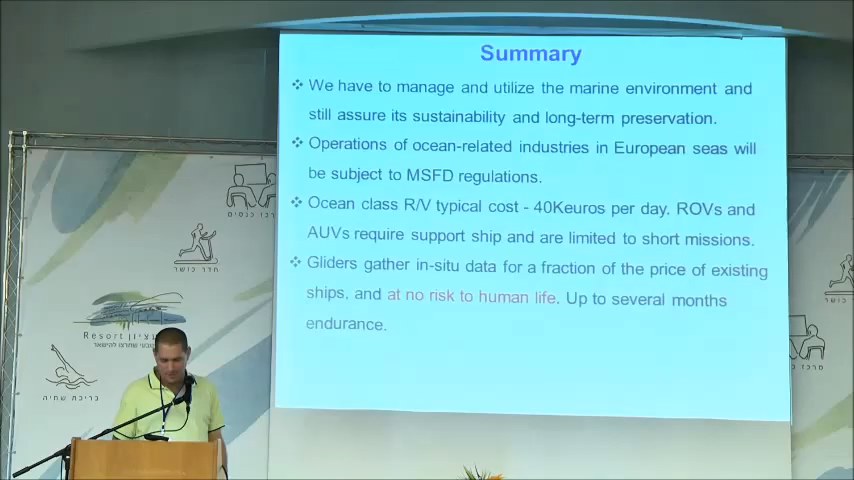 Summary
❖ We have to manage and utilize the marine environment and
still assure its sustainability and long-term preservation.
❖ Operations of ocean-related industries in European seas will
be subject to MSFD regulations.
❖ Ocean class R/V typical cost - 40Keuros per day. ROVs and
AUVs require support ship and are limited to short missions.
❖ Gliders gather in-situ data for a fraction of the price of existing
ships, and at no risk to human life. Up to several months
endurance.
חדר כושר
Resort
בריכת שחיה